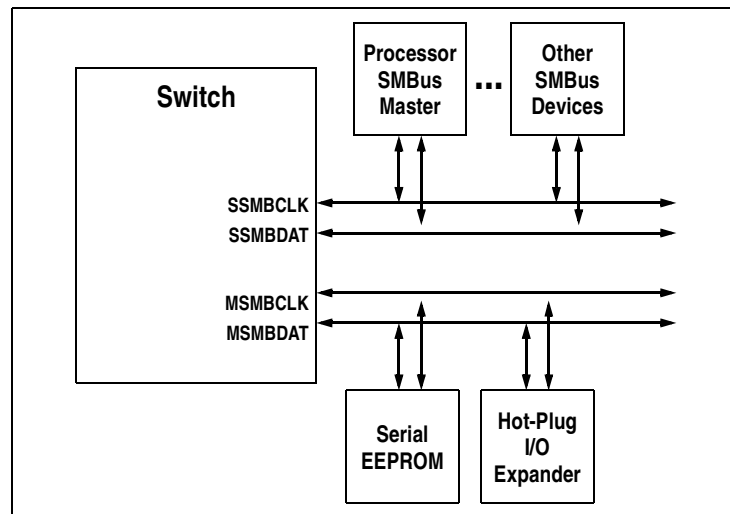 Switch
Processor
SMBus
Master
...
Other
SMBus
Devices
SSMBCLK
SSMBDAT
MSMBCLK
MSMBDAT
Serial
EEPROM
Hot-Plug
I/O
Expander